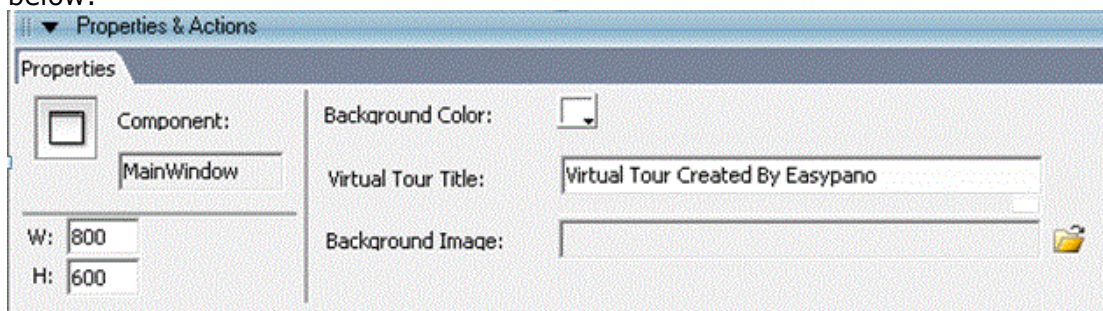 below:
Properties & Actions
Properties
Component:
MainWindow
W: 800
H: 600
Background Color:
Virtual Tour Title: Virtual Tour Created By Easypano
Background Image: